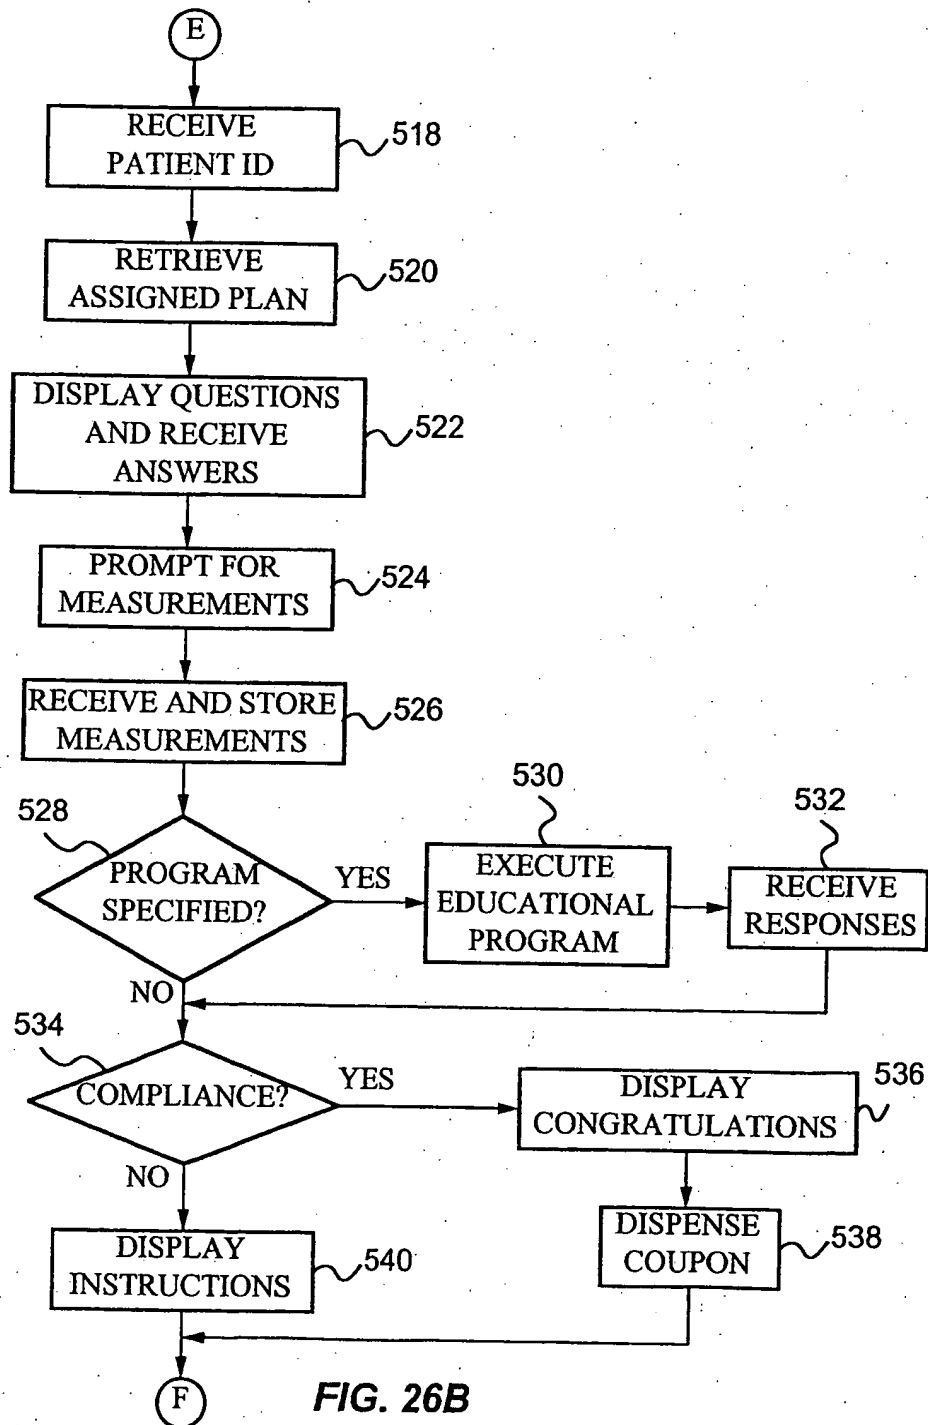 E
RECEIVE
PATIENT ID
518
RETRIEVE
ASSIGNED PLAN
520
DISPLAY QUESTIONS
AND RECEIVE
ANSWERS
522
PROMPT FOR
MEASUREMENTS
524
RECEIVE AND STORE
MEASUREMENTS
526
528
PROGRAM
SPECIFIED?
YES
530
EXECUTE
EDUCATIONAL
PROGRAM
532
RECEIVE
RESPONSES
NO
534
COMPLIANCE?
YES
DISPLAY
CONGRATULATIONS
536
NO
DISPENSE
COUPON
538
DISPLAY
INSTRUCTIONS
540
F
FIG. 26B